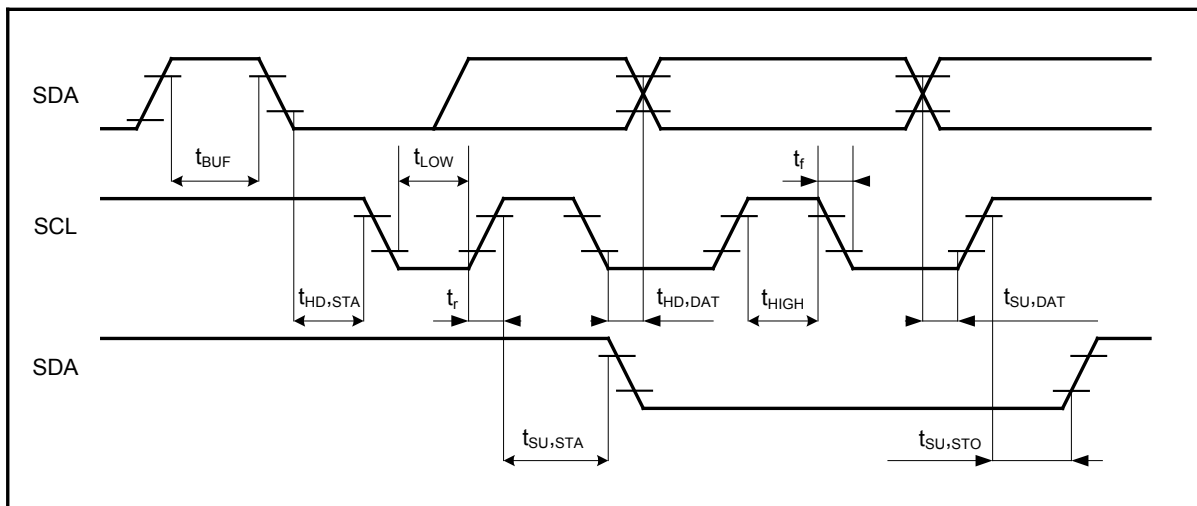 SDA
tBUF
tLOW
tf
SCL
tHD,STA
tr
tHD,DAT
tHIGH
tSU,DAT
SDA
tSU,STA
tSU,STO